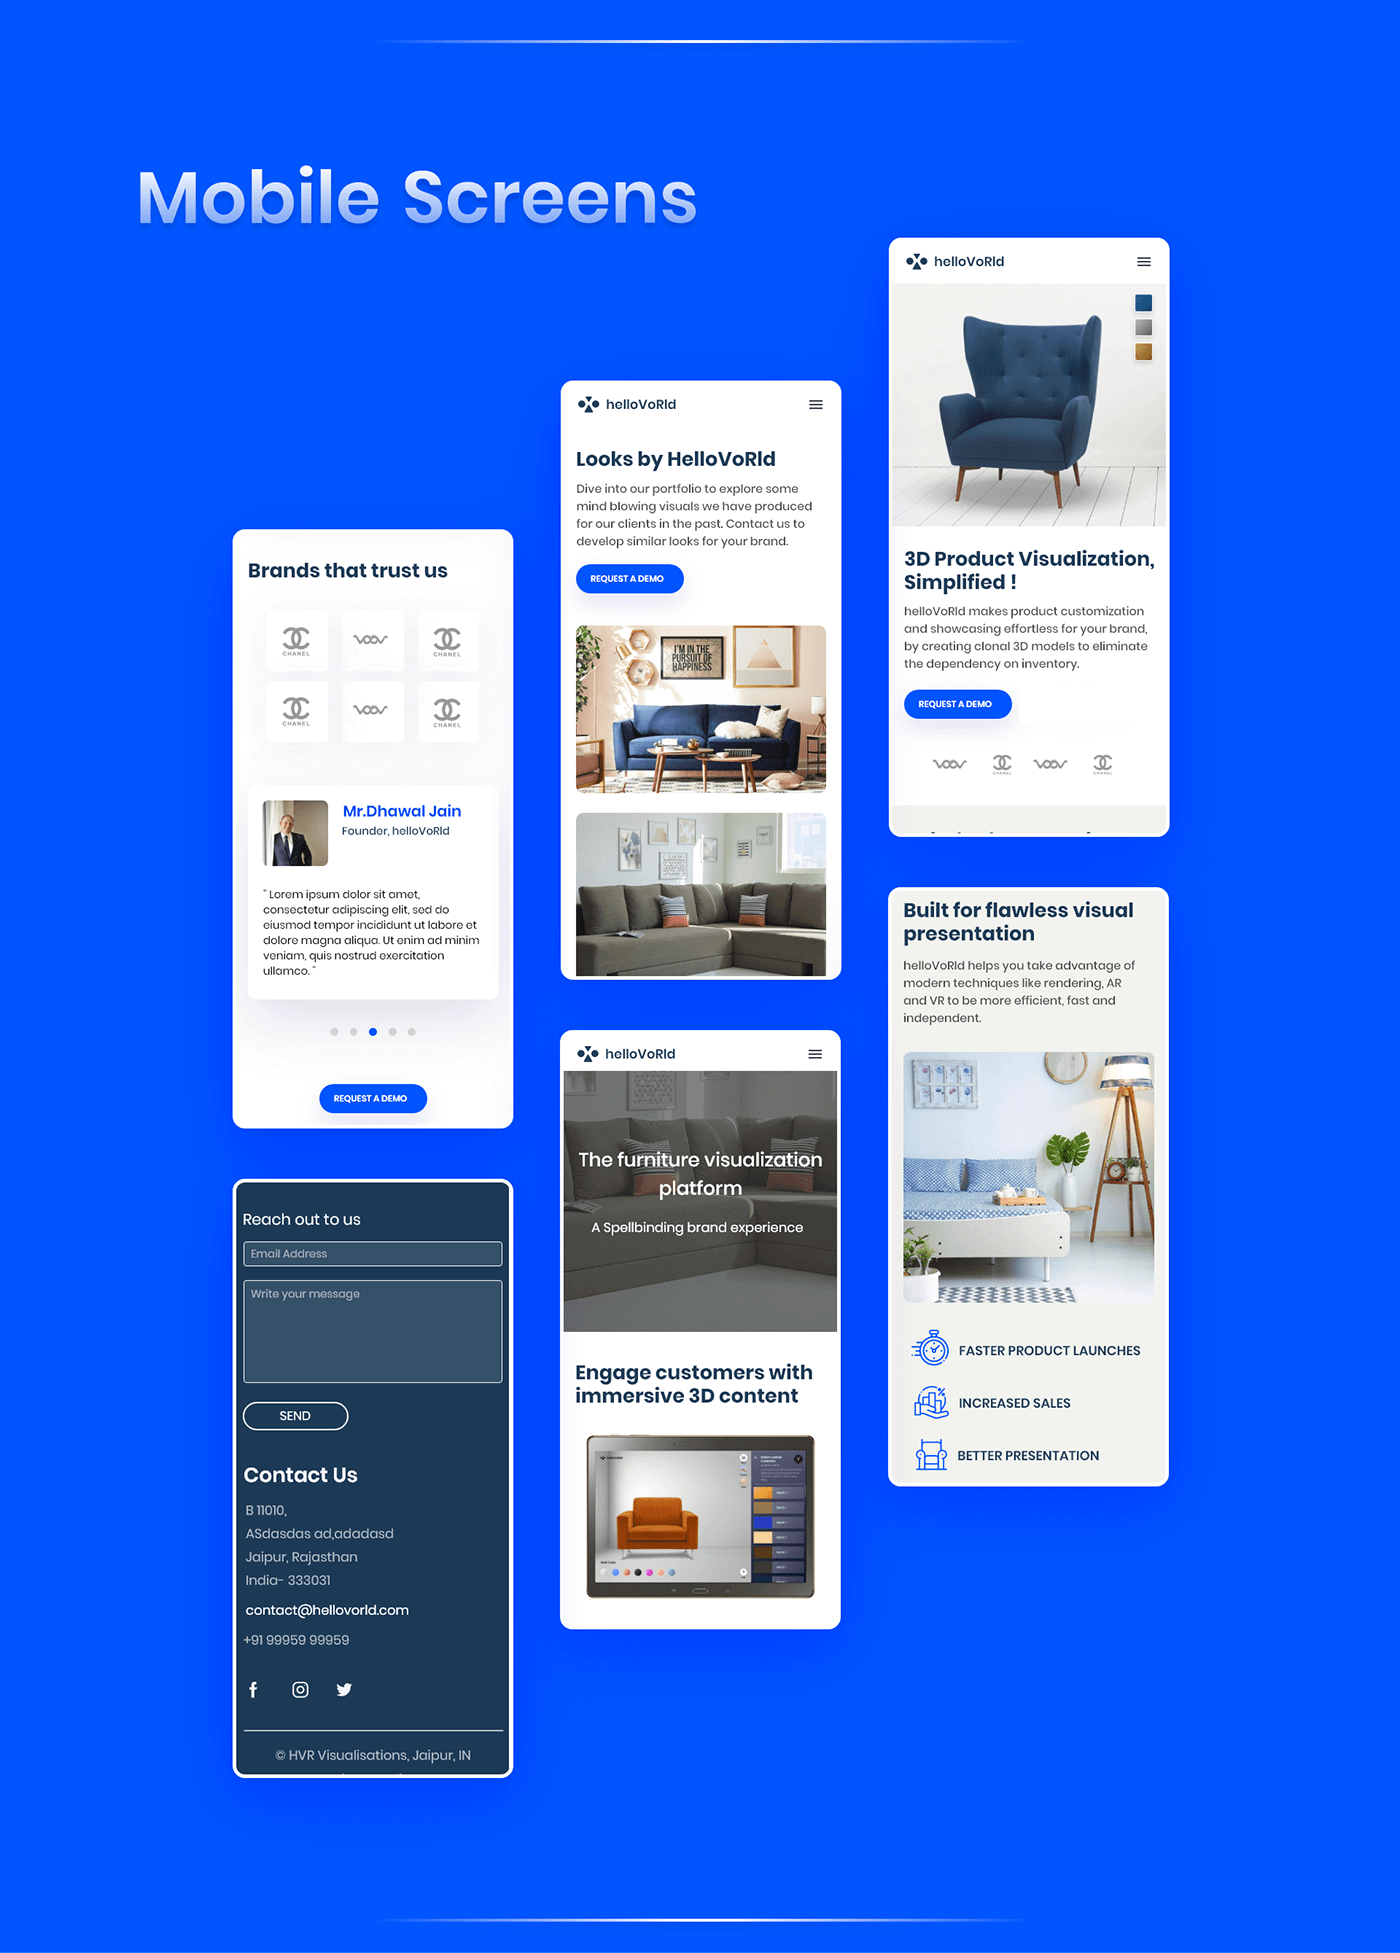 Mobile Screens
helloVoRld
3D Product Visualization,
Simplified !
helloVoRld makes product customization
and showcasing effortless for your brand,
by creating clonal 3D models to eliminate
the dependency on inventory.
REQUEST A DEMO
VOOV
CHANEL
VOOV
CHANEL
helloVoRld
Looks by HelloVoRld
Dive into our portfolio to explore some
mind blowing visuals we have produced
for our clients in the past. Contact us to
develop similar looks for your brand.
REQUEST A DEMO
I'M IN THE
PURSUIT OF
HAPPINESS
Brands that trust us
CHANEL
VOOV
CHANEL
CHANEL
VOOV
CHANEL
Mr.Dhawal Jain
Founder, helloVoRld
" Lorem ipsum dolor sit amet,
consectetur adipiscing elit, sed do
eiusmod tempor incididunt ut labore et
dolore magna aliqua. Ut enim ad minim
veniam, quis nostrud exercitation
ullamco. "
REQUEST A DEMO
Built for flawless visual
presentation
helloVoRld helps you take advantage of
modern techniques like rendering, AR
and VR to be more efficient, fast and
independent.
FASTER PRODUCT LAUNCHES
INCREASED SALES
BETTER PRESENTATION
helloVoRld
The furniture visualization
platform
A Spellbinding brand experience
Engage customers with
immersive 3D content
Reach out to us
Email Address
Write your message
SEND
Contact Us
B 11010,
ASdasdas ad,adadasd
Jaipur, Rajasthan
India- 333031
contact@hellovorld.com
+91 99959 99959
© HVR Visualisations, Jaipur, IN